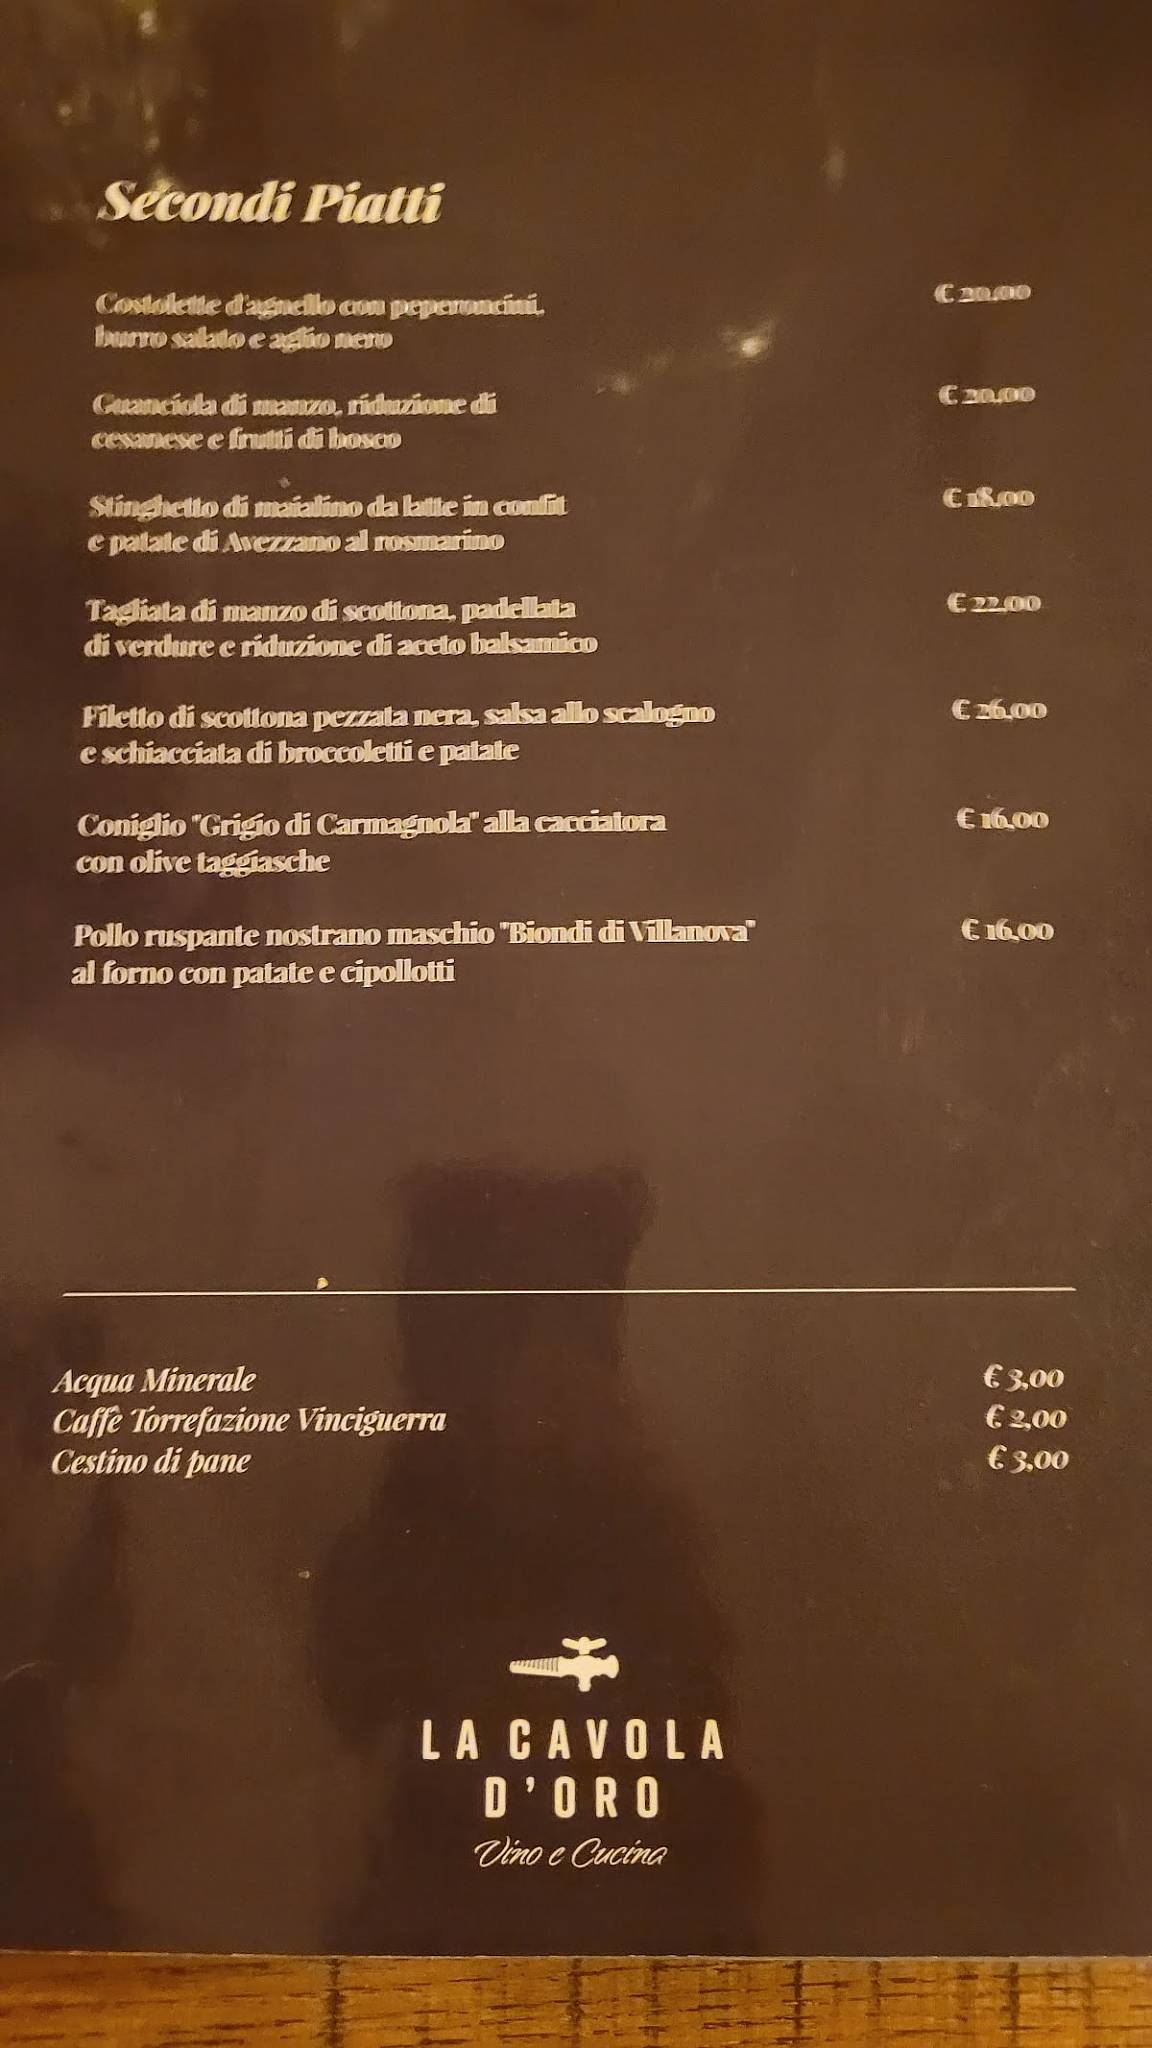 Secondi Piatti
Costolette d'agnello con peperoncini, € 20,00
burro salato e aglio nero
Guanciola di manzo, riduzione di € 20,00
cesanese e frutti di bosco
Stinghetto di maialino da latte in confit € 18,00
e patate di Avezzano al rosmarino
Tagliata di manzo di scottona, padellata € 22,00
di verdure e riduzione di aceto balsamico
Filetto di scottona pezzata nera, salsa allo scalogno € 26,00
e schiacciata di broccoletti e patate
Coniglio "Grigio di Carmagnola" alla cacciatora € 16,00
con olive taggiasche
Pollo ruspante nostrano maschio "Biondi di Villanova" € 16,00
al forno con patate e cipollotti
Acqua Minerale € 3,00
Caffè Torrefazione Vinciguerra € 2,00
Cestino di pane € 3,00
LA CAVOLA
D'ORO
Vino e Cucina